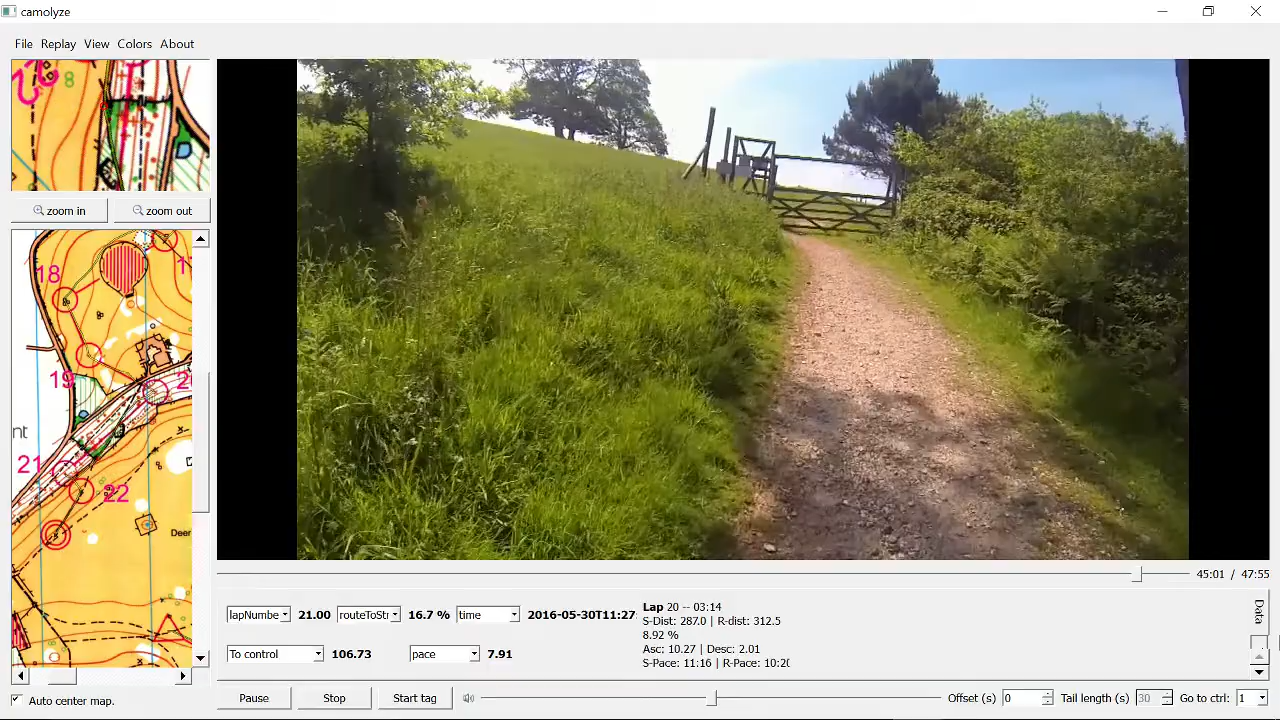 camolyze
File Replay View Colors About
8
zoom in zoom out
18
19
nt
21
22
Deer
45:01 / 47:55
Data
lapNumbe 21.00 routeToStr 16.7 % time 2016-05-30T11:27:
To control 106.73 pace 7.91
Lap 20 -- 03:14
S-Dist: 287.0 | R-dist: 312.5
8.92 %
Asc: 10.27 | Desc: 2.01
S-Pace: 11:16 | R-Pace: 10:20
Auto center map.
Pause Stop Start tag Offset (s) 0 Tail length (s) 30 Go to ctrl: 1